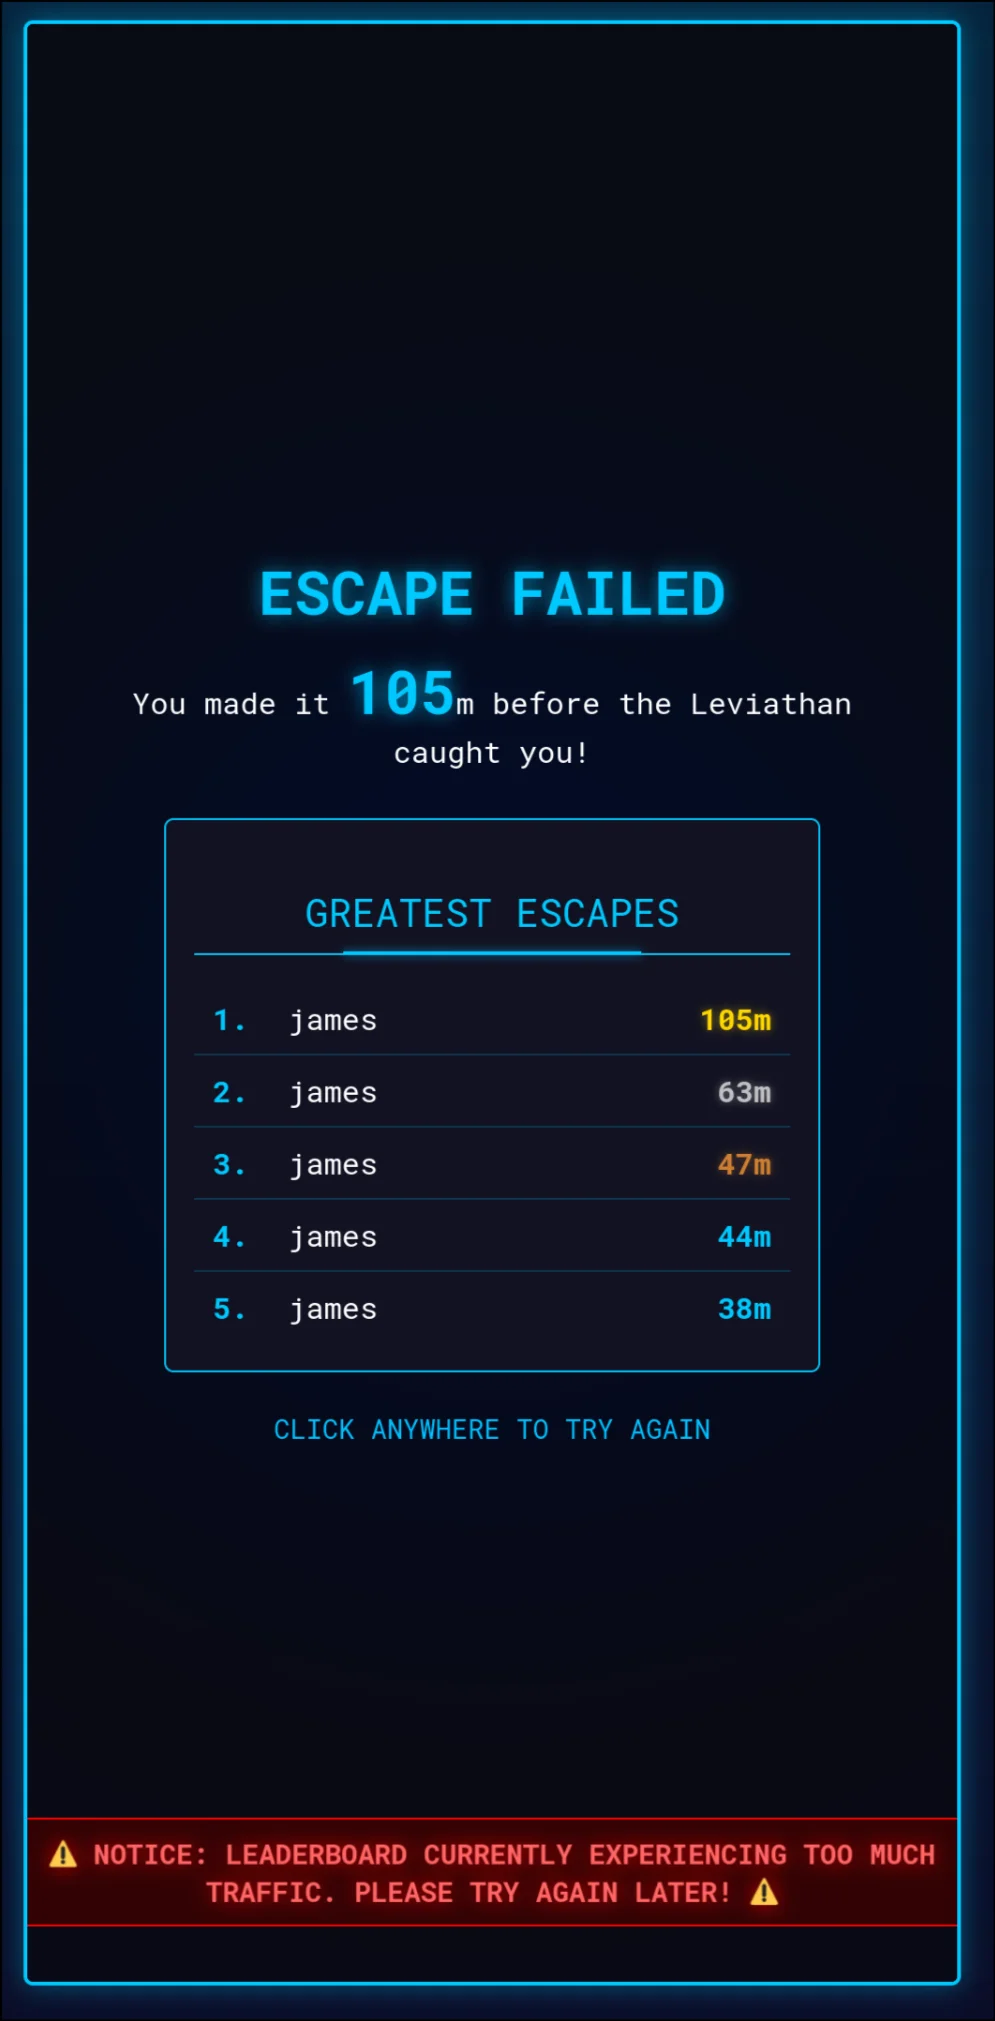 ESCAPE FAILED
You made it 105m before the Leviathan
caught you!
GREATEST ESCAPES
1. james 105m
2. james 63m
3. james 47m
4. james 44m
5. james 38m
CLICK ANYWHERE TO TRY AGAIN
⚠️ NOTICE: LEADERBOARD CURRENTLY EXPERIENCING TOO MUCH
TRAFFIC. PLEASE TRY AGAIN LATER! ⚠️